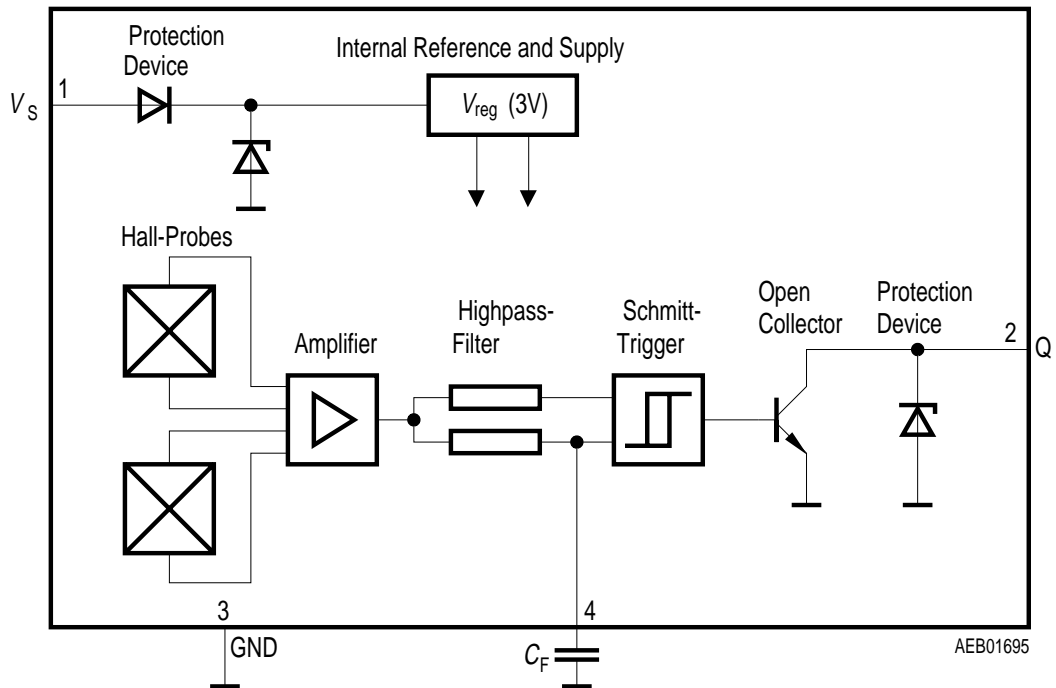 Protection
Device
Internal Reference and Supply
1
V S
V reg (3V)
Hall-Probes
Amplifier
Highpass-
Filter
Schmitt-
Trigger
Open
Collector
Protection
Device
2
Q
3
GND
4
C F
AEB01695